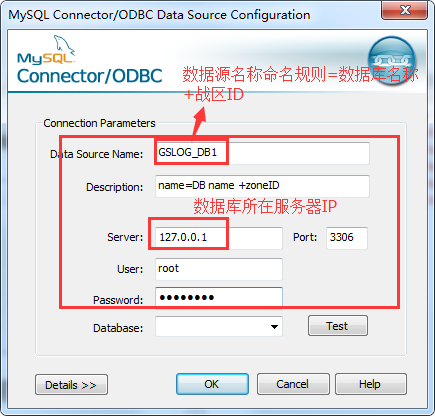 MySQL Connector/ODBC Data Source Configuration
MySQL
Connector/ODBC
数据源名称命名规则=数据库名称
+战区ID
Connection Parameters
Data Source Name: GSLOG_DB1
Description: name=DB name +zoneID
数据库所在服务器IP
Server: 127.0.0.1 Port: 3306
User: root
Password: ●●●●●●●●
Database: Test
Details >> OK Cancel Help